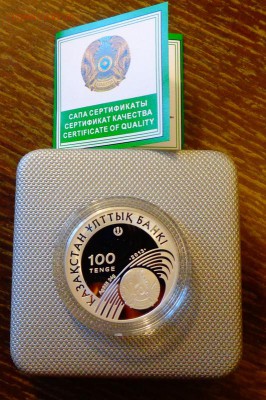 САПА СЕРТИФИКАТЫ
СЕРТИФИКАТ КАЧЕСТВА
CERTIFICATE OF QUALITY
ҚАЗАҚСТАН ҰЛТТЫҚ БАНКІ
100
TENGE